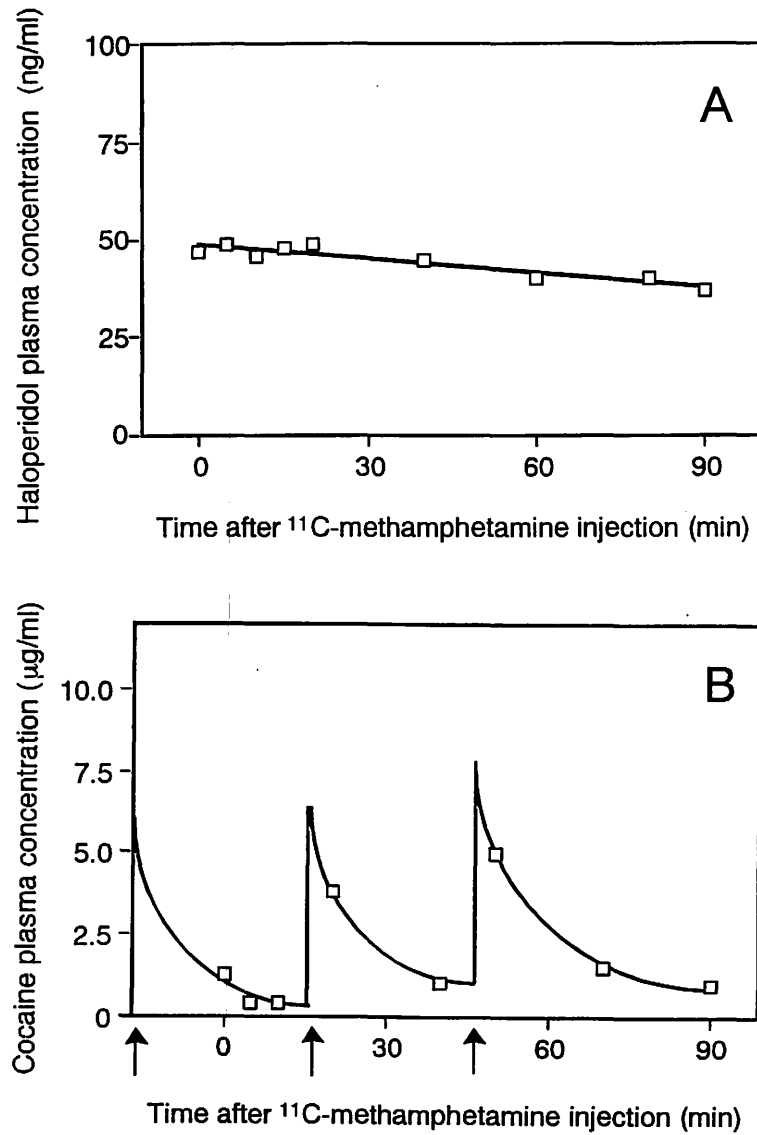 Haloperidol plasma concentration (ng/ml)
100
75
50
25
0
A
0 30 60 90
Time after ¹¹C-methamphetamine injection (min)
Cocaine plasma concentration (µg/ml)
10.0
7.5
5.0
2.5
0
B
0 30 60 90
Time after ¹¹C-methamphetamine injection (min)